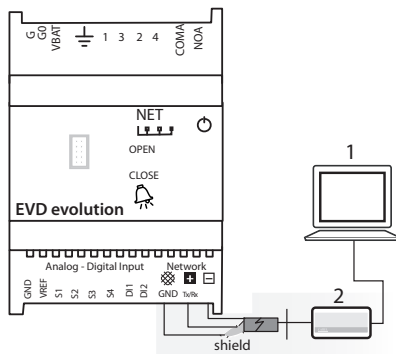 G G0 VBAT 1 3 2 4 COMA NOA
NET
OPEN
CLOSE
EVD evolution
1
Analog - Digital Input Network
GND VREF S1 S2 S3 S4 DI1 DI2 GND Tx/Rx
2
shield